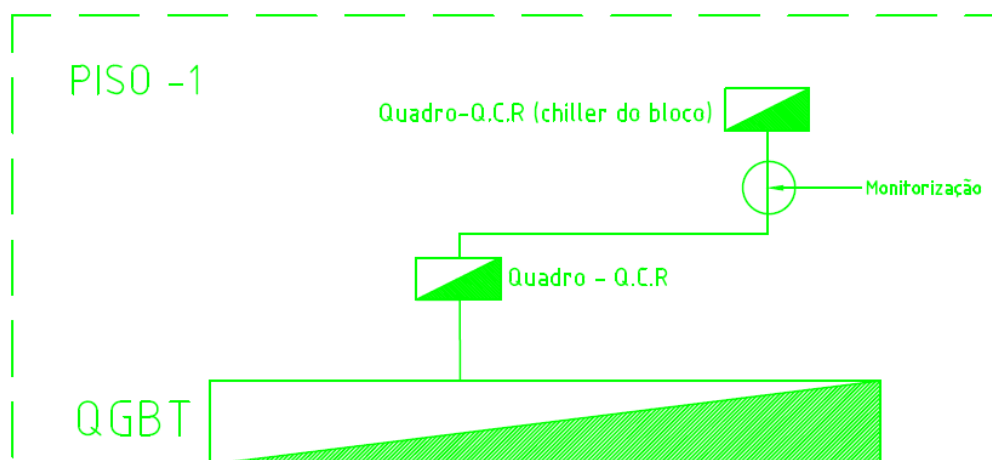 PISO -1
Quadro-Q.C.R (chiller do bloco)
Monitorização
Quadro - Q.C.R
QGBT